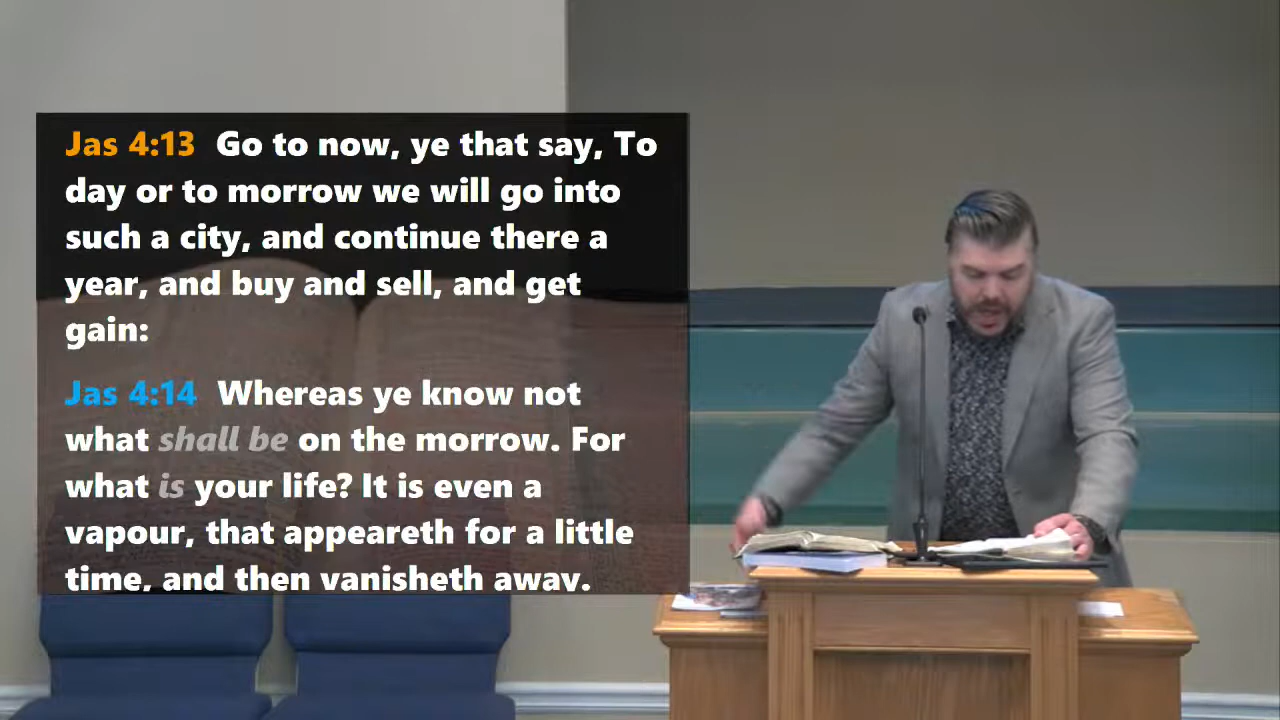 Jas 4:13 Go to now, ye that say, To
day or to morrow we will go into
such a city, and continue there a
year, and buy and sell, and get
gain:
Jas 4:14 Whereas ye know not
what shall be on the morrow. For
what is your life? It is even a
vapour, that appeareth for a little
time, and then vanisheth away.